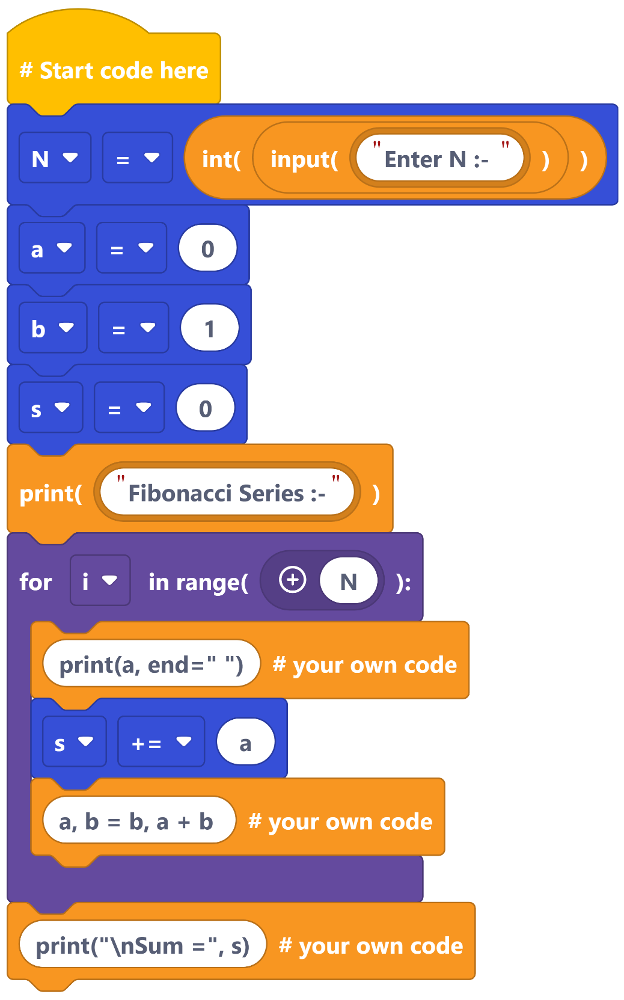 # Start code here
N = int( input( "Enter N :- " ) )
a = 0
b = 1
s = 0
print( "Fibonacci Series :- " )
for i in range( + N ):
print(a, end=" ") # your own code
s += a
a, b = b, a + b # your own code
print("\nSum =", s) # your own code